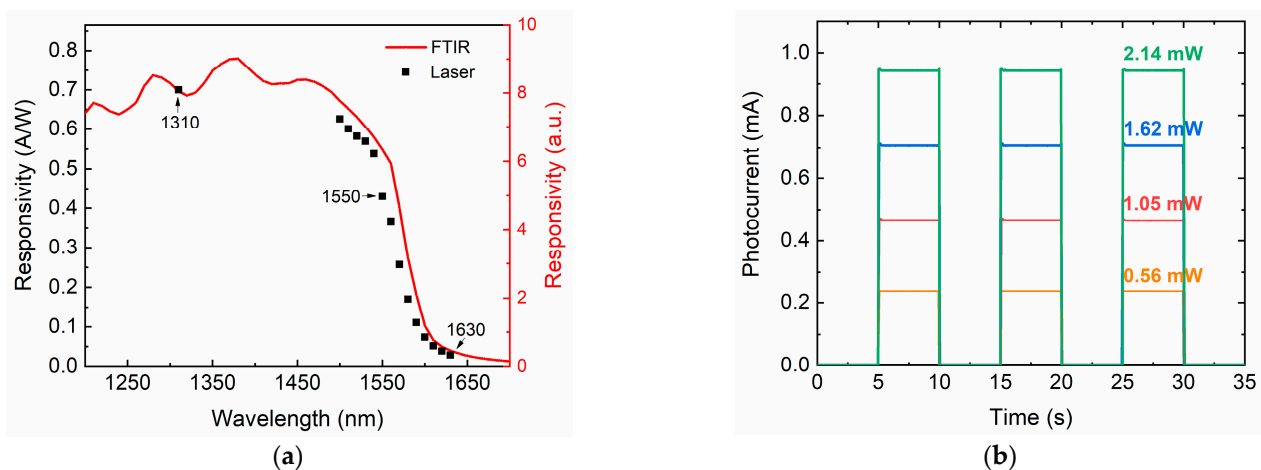 0.8
0.7
0.6
0.5
0.4
0.3
0.2
0.1
0.0
Responsivity (A/W)
1250
1350
1450
1550
1650
Wavelength (nm)
10
8
6
4
2
0
Responsivity (a.u.)
FTIR
Laser
1310
1550
1630
(a)
1.0
0.8
0.6
0.4
0.2
0.0
Photocurrent (mA)
0
5
10
15
20
25
30
35
Time (s)
2.14 mW
1.62 mW
1.05 mW
0.56 mW
(b)